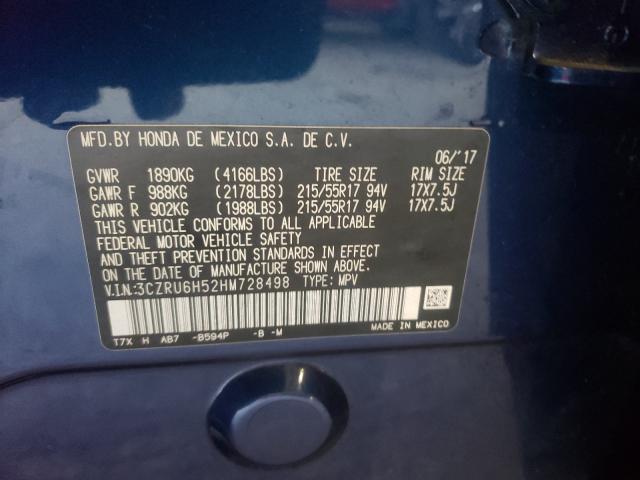 MFD.BY HONDA DE MEXICO S.A. DE C.V.
06/'17
GVWR 1890KG (4166LBS) TIRE SIZE RIM SIZE
GAWR F 988KG (2178LBS) 215/55R17 94V 17X7.5J
GAWR R 902KG (1988LBS) 215/55R17 94V 17X7.5J
THIS VEHICLE CONFORMS TO ALL APPLICABLE
FEDERAL MOTOR VEHICLE SAFETY
AND THEFT PREVENTION STANDARDS IN EFFECT
ON THE DATE OF MANUFACTURE SHOWN ABOVE.
V.I.N.:3CZRU6H52HM728498 TYPE: MPV
MADE IN MEXICO
T7X H AB7 -B594P -B -M